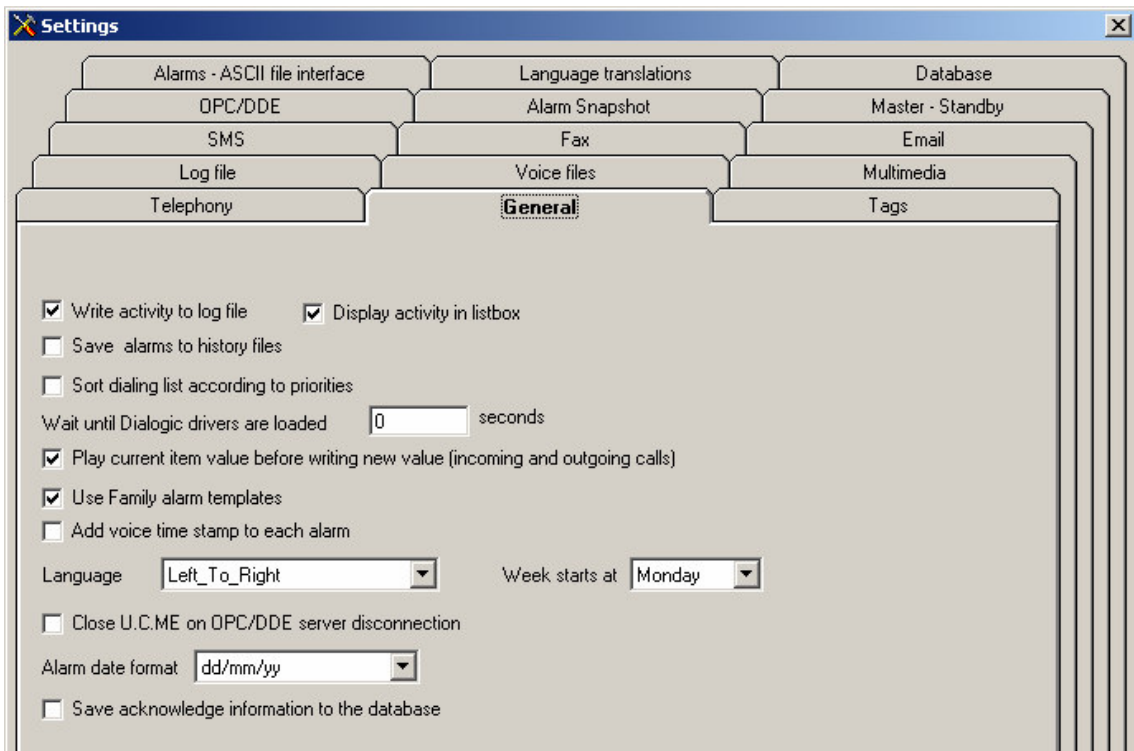 Settings
Alarms - ASCII file interface Language translations Database
OPC/DDE Alarm Snapshot Master - Standby
SMS Fax Email
Log file Voice files Multimedia
Telephony General Tags
Write activity to log file Display activity in listbox
Save alarms to history files
Sort dialing list according to priorities
Wait until Dialogic drivers are loaded 0 seconds
Play current item value before writing new value (incoming and outgoing calls)
Use Family alarm templates
Add voice time stamp to each alarm
Language Left_To_Right Week starts at Monday
Close U.C.ME on OPC/DDE server disconnection
Alarm date format dd/mm/yy
Save acknowledge information to the database